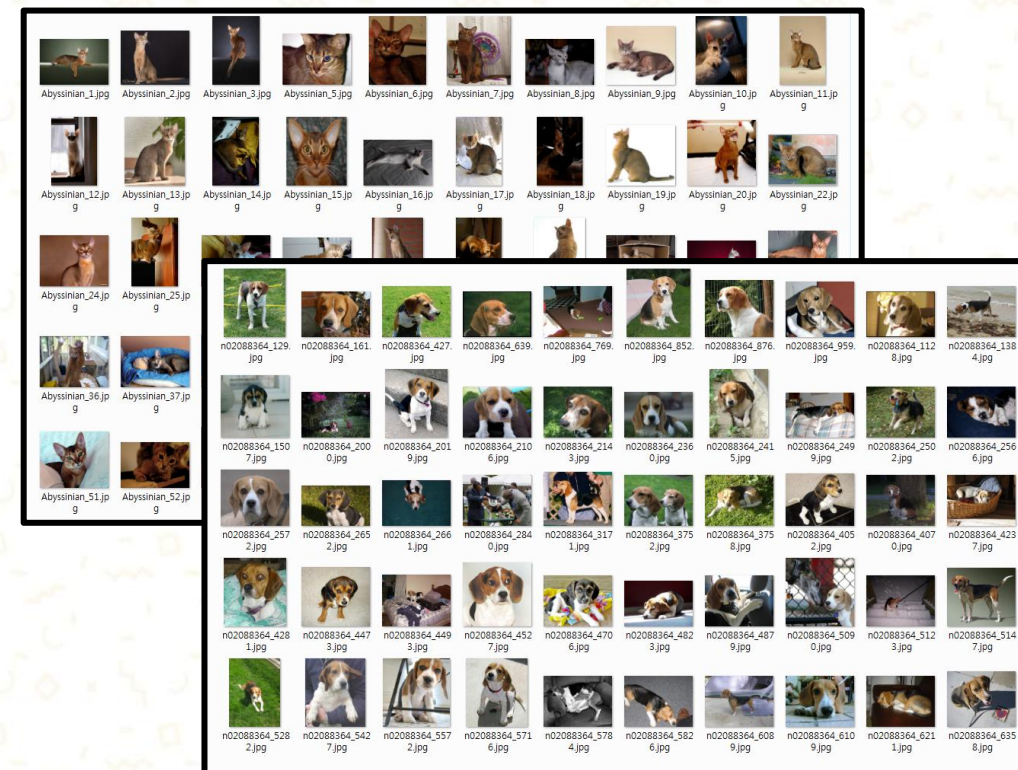 Abyssinian_1.jpg Abyssinian_2.jpg Abyssinian_3.jpg Abyssinian_5.jpg Abyssinian_6.jpg Abyssinian_7.jpg Abyssinian_8.jpg Abyssinian_9.jpg Abyssinian_10.jp Abyssinian_11.jp
g g
Abyssinian_12.jp Abyssinian_13.jp Abyssinian_14.jp Abyssinian_15.jp Abyssinian_16.jp Abyssinian_17.jp Abyssinian_18.jp Abyssinian_19.jp Abyssinian_20.jp Abyssinian_22.jp
g g g g g g g g g g
Abyssinian_24.jp Abyssinian_25.jp
g g
Abyssinian_36.jp Abyssinian_37.jp
g g
Abyssinian_51.jp Abyssinian_52.jp
g g
n02088364_129. n02088364_161. n02088364_427. n02088364_639. n02088364_769. n02088364_852. n02088364_876. n02088364_959. n02088364_112 n02088364_138
jpg jpg jpg jpg jpg jpg jpg jpg 8.jpg 4.jpg
n02088364_150 n02088364_200 n02088364_201 n02088364_210 n02088364_214 n02088364_236 n02088364_241 n02088364_249 n02088364_250 n02088364_256
7.jpg 0.jpg 9.jpg 6.jpg 3.jpg 0.jpg 5.jpg 9.jpg 2.jpg 6.jpg
n02088364_257 n02088364_265 n02088364_266 n02088364_284 n02088364_317 n02088364_375 n02088364_375 n02088364_405 n02088364_407 n02088364_423
2.jpg 2.jpg 1.jpg 0.jpg 1.jpg 2.jpg 8.jpg 2.jpg 0.jpg 7.jpg
n02088364_428 n02088364_447 n02088364_449 n02088364_452 n02088364_470 n02088364_482 n02088364_487 n02088364_509 n02088364_512 n02088364_514
1.jpg 3.jpg 3.jpg 7.jpg 6.jpg 3.jpg 9.jpg 0.jpg 3.jpg 7.jpg
n02088364_528 n02088364_542 n02088364_557 n02088364_571 n02088364_578 n02088364_582 n02088364_608 n02088364_610 n02088364_621 n02088364_635
2.jpg 7.jpg 2.jpg 6.jpg 4.jpg 6.jpg 9.jpg 9.jpg 1.jpg 8.jpg